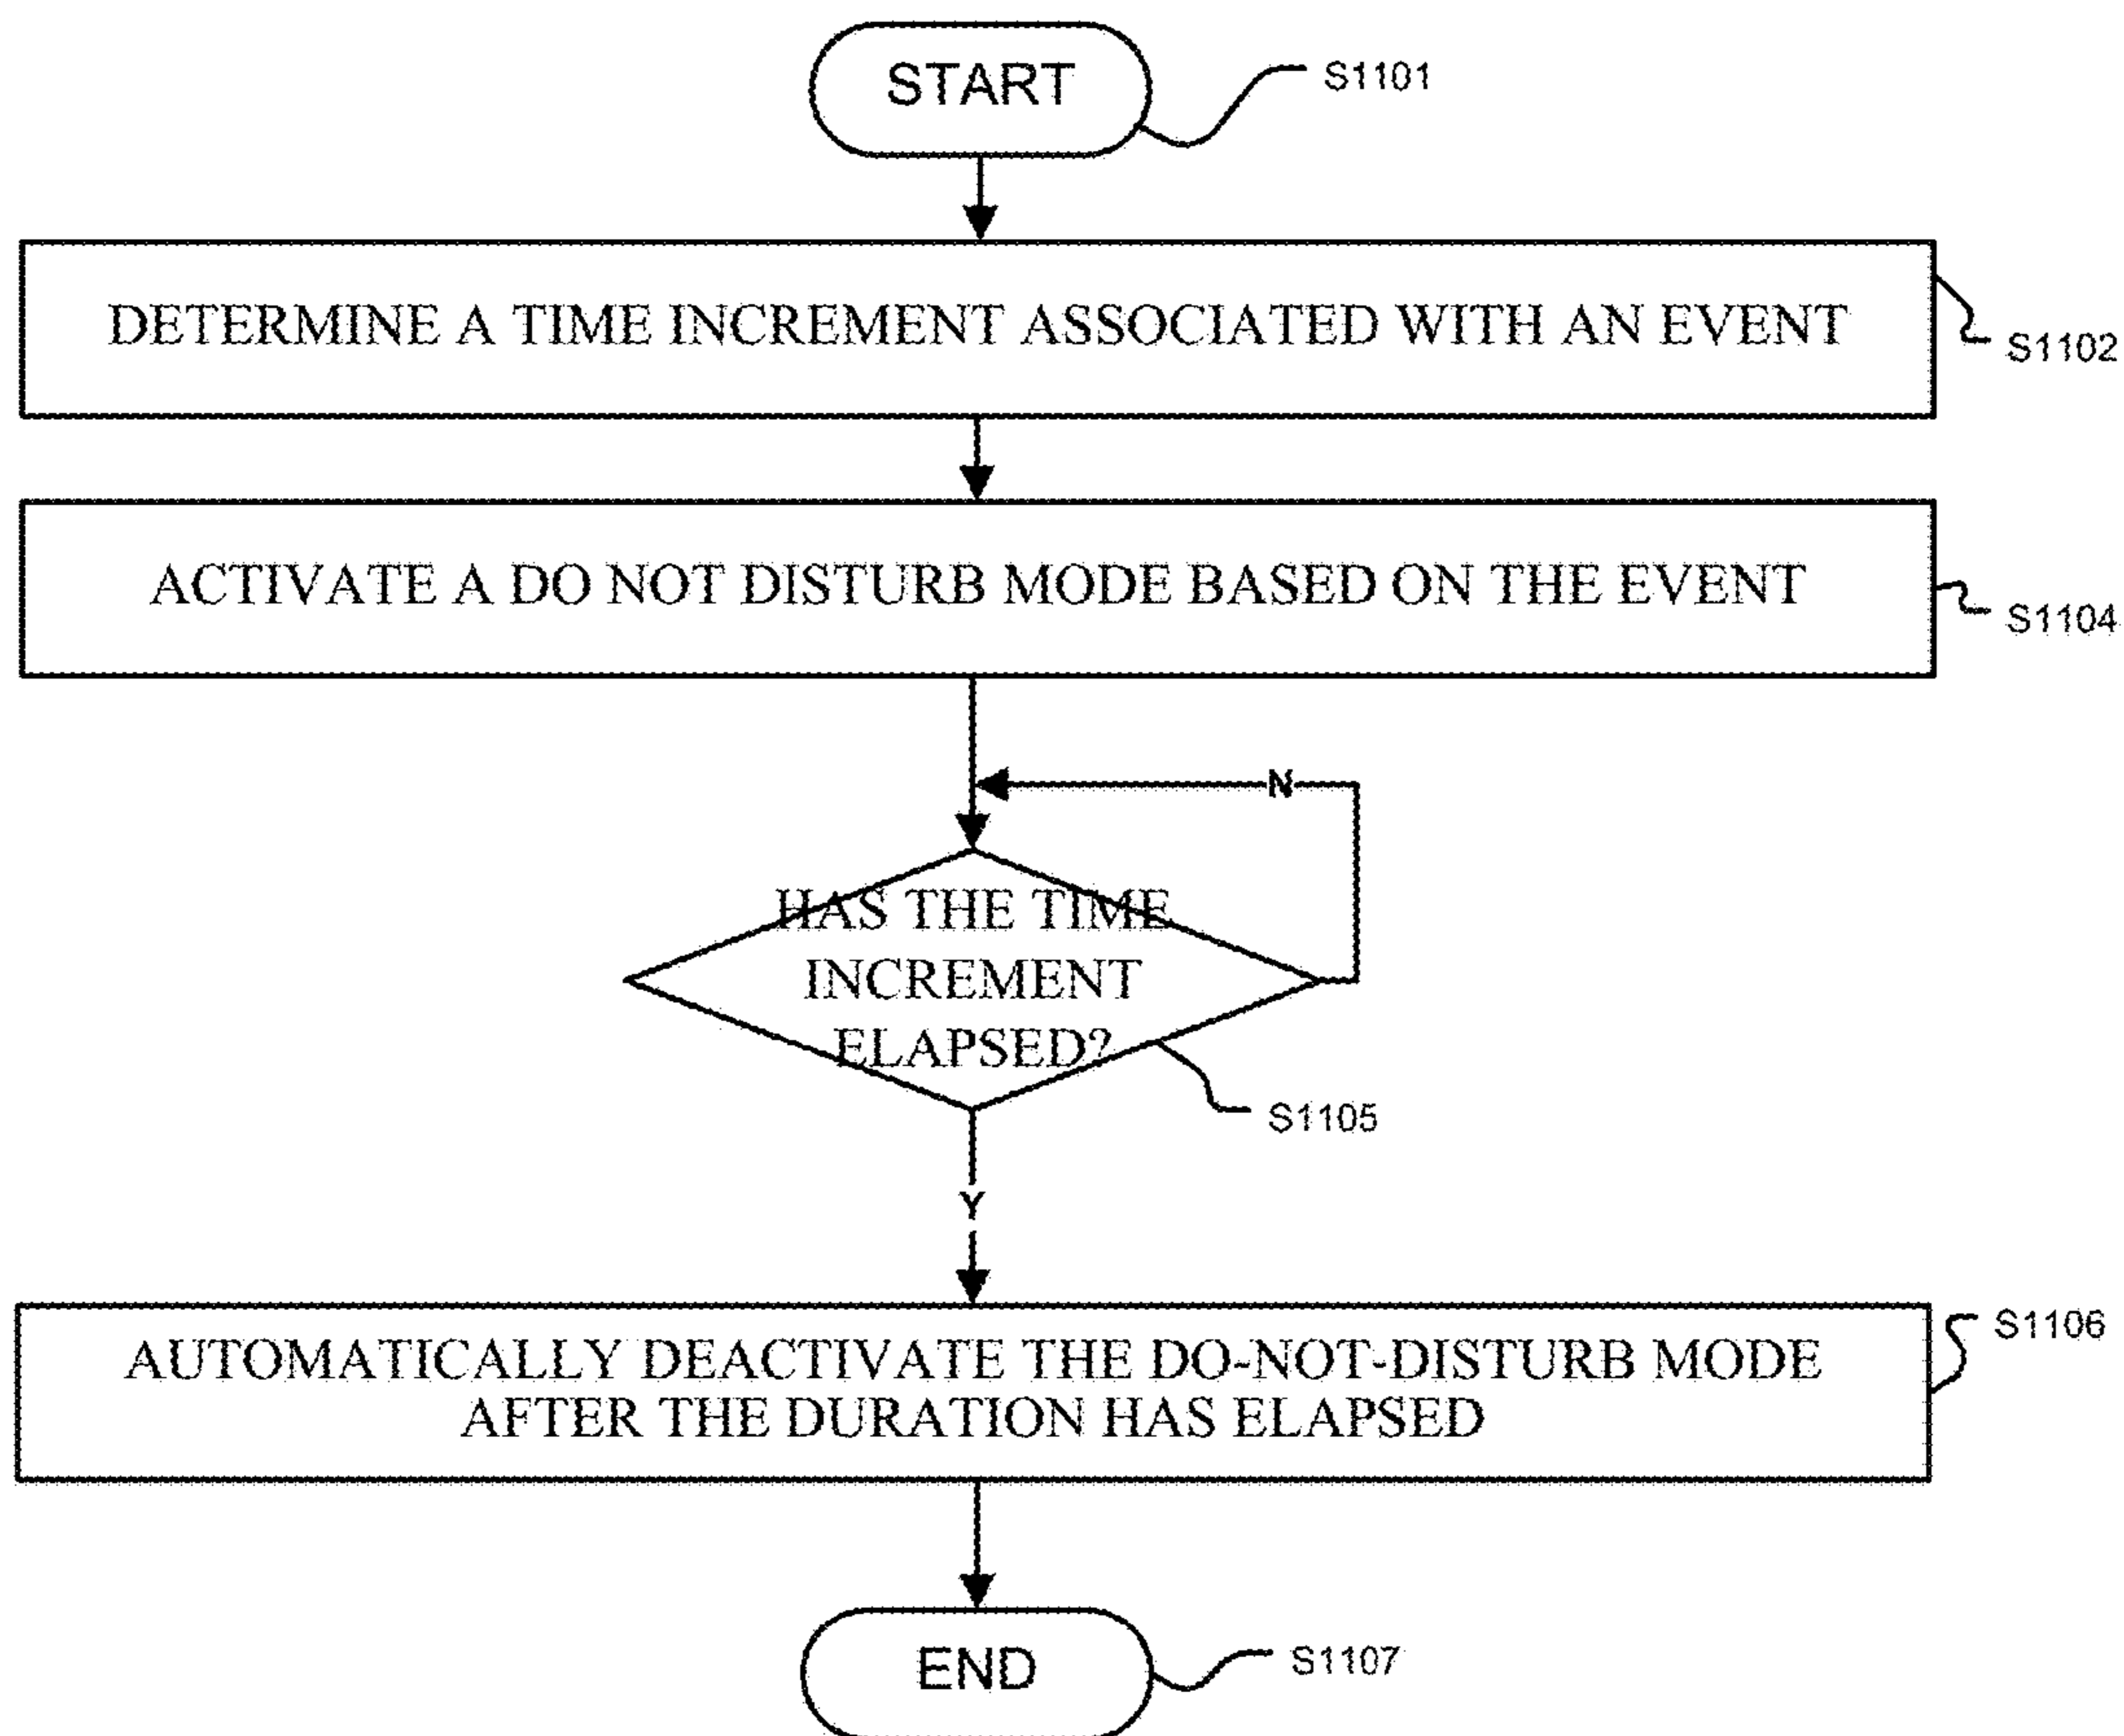 START
S1101
DETERMINE A TIME INCREMENT ASSOCIATED WITH AN EVENT
S1102
ACTIVATE A DO NOT DISTURB MODE BASED ON THE EVENT
S1104
N
HAS THE TIME
INCREMENT
ELAPSED?
S1105
Y
S1106
AUTOMATICALLY DEACTIVATE THE DO-NOT-DISTURB MODE
AFTER THE DURATION HAS ELAPSED
END
S1107